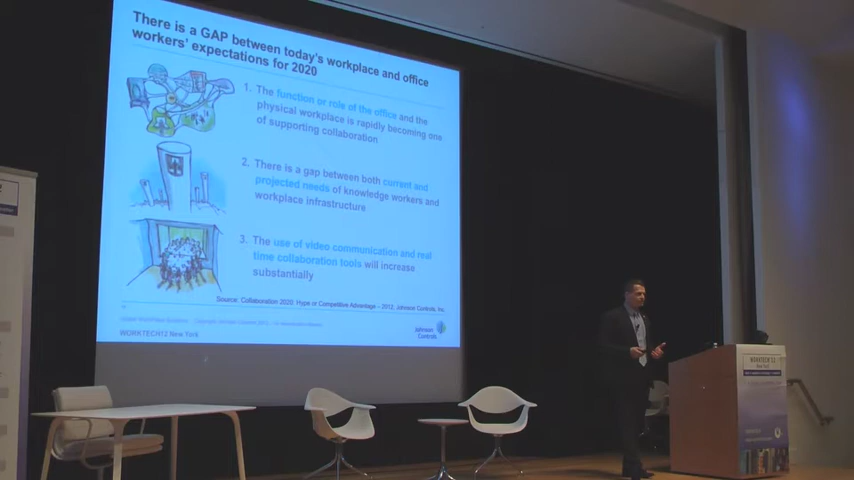 There is a GAP between today's workplace and office
workers' expectations for 2020
1. The function or role of the office and the
physical workplace is rapidly becoming one
of supporting collaboration
2. There is a gap between both current and
projected needs of knowledge workers and
workplace infrastructure
3. The use of video communication and real
time collaboration tools will increase
substantially
Source: Collaboration 2020: Hype or Competitive Advantage – 2012, Johnson Controls, Inc.
Johnson
Controls
WORKTECH12 New York
WORKTECH 12
New York